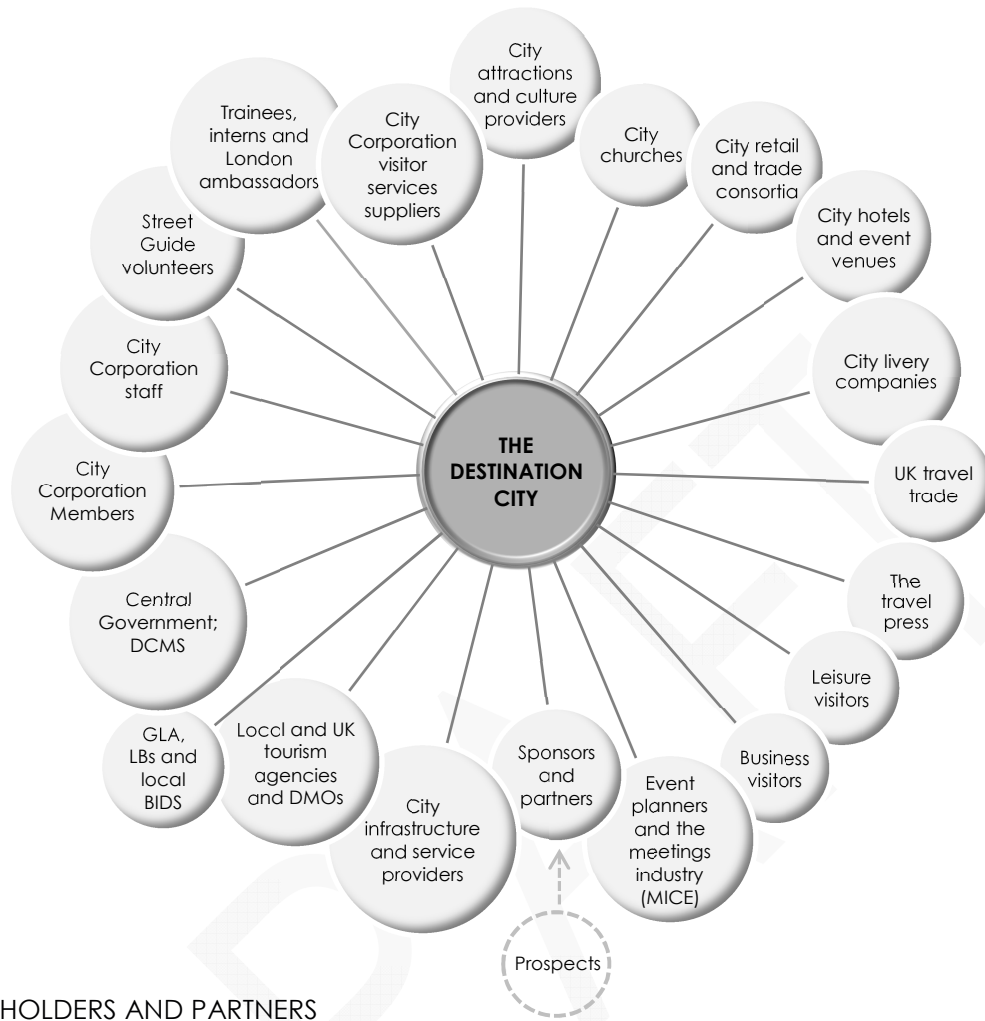 City
attractions
and culture
providers
City
churches
City retail
and trade
consortia
City hotels
and event
venues
City livery
companies
UK travel
trade
The
travel
press
Leisure
visitors
Business
visitors
Event
planners
and the
meetings
industry
(MICE)
Sponsors
and
partners
Prospects
City
infrastructure
and service
providers
Loccl and UK
tourism
agencies
and DMOs
GLA,
LBs and
local
BIDS
Central
Government;
DCMS
City
Corporation
Members
City
Corporation
staff
Street
Guide
volunteers
Trainees,
interns and
London
ambassadors
City
Corporation
visitor
services
suppliers
THE
DESTINATION
CITY
HOLDERS AND PARTNERS